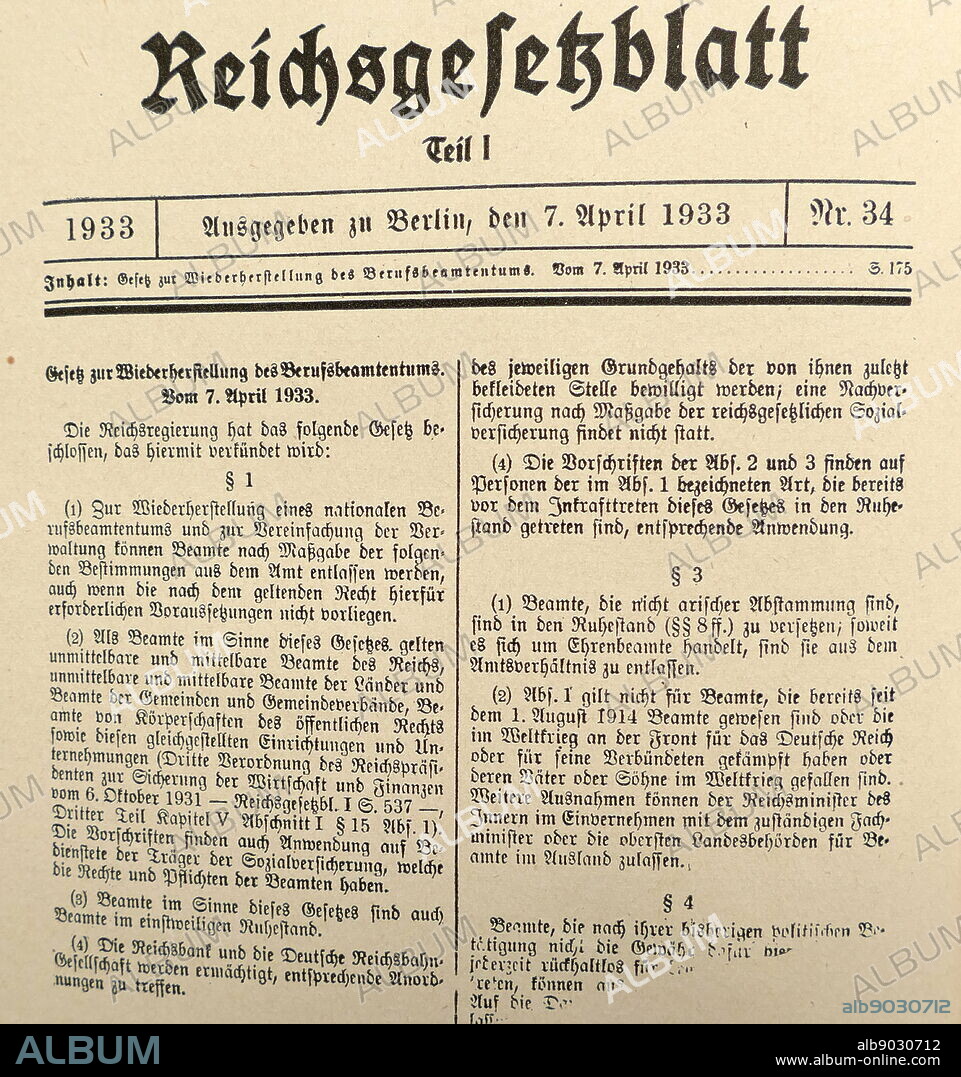 Reichsgesetzblatt
Teil I
1933
Ausgegeben zu Berlin, den 7. April 1933
Nr. 34
Inhalt: Gesetz zur Wiederherstellung des Berufsbeamtentums. Vom 7. April 1933 .................... S. 175
Gesetz zur Wiederherstellung des Berufsbeamtentums.
Vom 7. April 1933.
Die Reichsregierung hat das folgende Gesetz be-
schlossen, das hiermit verkündet wird:
§ 1
(1) Zur Wiederherstellung eines nationalen Be-
rufsbeamtentums und zur Vereinfachung der Ver-
waltung können Beamte nach Maßgabe der folgen-
den Bestimmungen aus dem Amt entlassen werden,
auch wenn die nach dem geltenden Recht hierfür
erforderlichen Voraussetzungen nicht vorliegen.
(2) Als Beamte im Sinne dieses Gesetzes gelten
unmittelbare und mittelbare Beamte des Reichs,
unmittelbare und mittelbare Beamte der Länder und
Beamte der Gemeinden und Gemeindeverbände, Be-
amte von Körperschaften des öffentlichen Rechts
sowie diesen gleichgestellten Einrichtungen und Un-
ternehmungen (Dritte Verordnung des Reichspräsi-
denten zur Sicherung der Wirtschaft und Finanzen
vom 6. Oktober 1931 — Reichsgesetzbl. I S. 537 —,
Dritter Teil Kapitel V Abschnitt I § 15 Abs. 1).
Die Vorschriften finden auch Anwendung auf Be-
dienstete der Träger der Sozialversicherung, welche
die Rechte und Pflichten der Beamten haben.
(3) Beamte im Sinne dieses Gesetzes sind auch
Beamte im einstweiligen Ruhestand.
(4) Die Reichsbank und die Deutsche Reichsbahn-
Gesellschaft werden ermächtigt, entsprechende Anord-
nungen zu treffen.
des jeweiligen Grundgehalts der von ihnen zuletzt
bekleideten Stelle bewilligt werden; eine Nachver-
sicherung nach Maßgabe der reichsgesetzlichen Sozial-
versicherung findet nicht statt.
(4) Die Vorschriften der Abs. 2 und 3 finden auf
Personen der im Abs. 1 bezeichneten Art, die bereits
vor dem Inkrafttreten dieses Gesetzes in den Ruhe-
stand getreten sind, entsprechende Anwendung.
§ 3
(1) Beamte, die nicht arischer Abstammung sind,
sind in den Ruhestand (§§ 8 ff.) zu versetzen; soweit
es sich um Ehrenbeamte handelt, sind sie aus dem
Amtsverhältnis zu entlassen.
(2) Abs. 1 gilt nicht für Beamte, die bereits seit
dem 1. August 1914 Beamte gewesen sind oder die
im Weltkrieg an der Front für das Deutsche Reich
oder für seine Verbündeten gekämpft haben oder
deren Väter oder Söhne im Weltkrieg gefallen sind.
Weitere Ausnahmen können der Reichsminister des
Innern im Einvernehmen mit dem zuständigen Fach-
minister oder die obersten Landesbehörden für Be-
amte im Ausland zulassen.
§ 4
Beamte, die nach ihrer bisherigen politischen Be-
tätigung nicht die Gewähr dafür
jederzeit rückhaltlos
können
Auf die
alb9030712
ALBUM
alb9030712
www.album-online.com